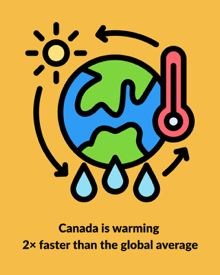 Canada is warming
2× faster than the global average